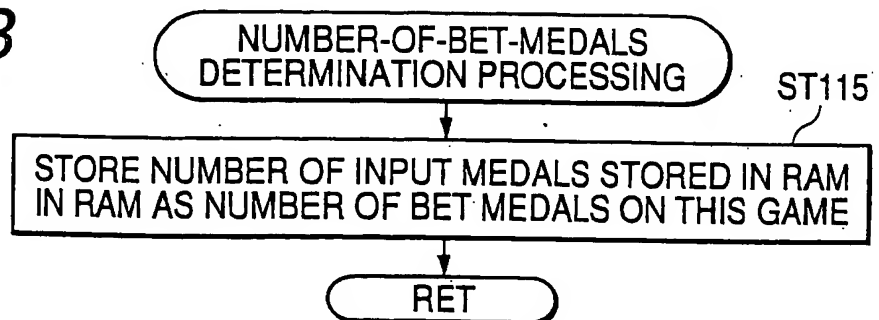 3
NUMBER-OF-BET-MEDALS
DETERMINATION PROCESSING
ST115
STORE NUMBER OF INPUT MEDALS STORED IN RAM
IN RAM AS NUMBER OF BET MEDALS ON THIS GAME
RET